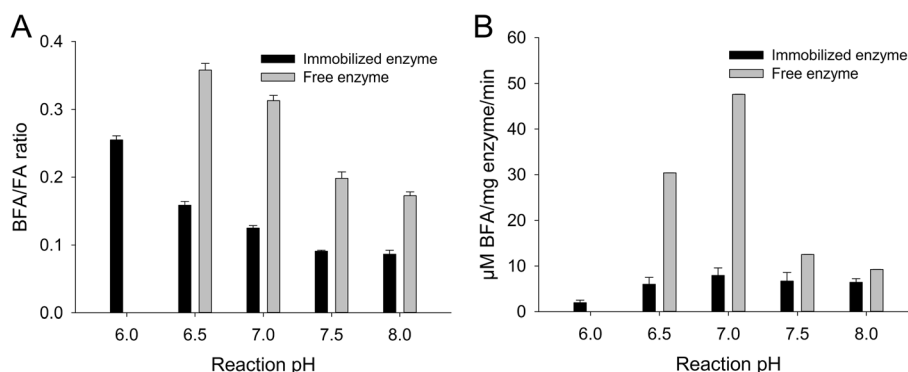 A
BFA/FA ratio
0.4
0.3
0.2
0.1
0.0
Immobilized enzyme
Free enzyme
6.0 6.5 7.0 7.5 8.0
Reaction pH
B
µM BFA/mg enzyme/min
60
50
40
30
20
10
0
Immobilized enzyme
Free enzyme
6.0 6.5 7.0 7.5 8.0
Reaction pH